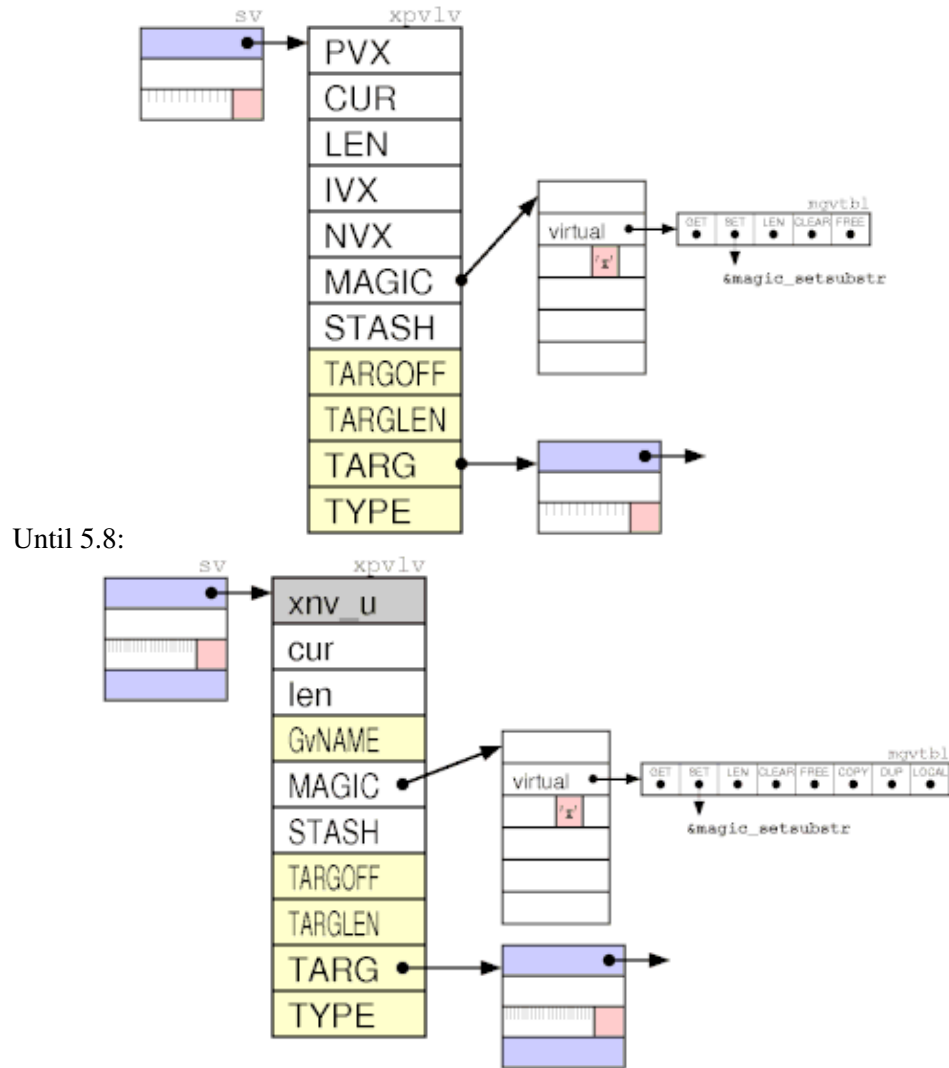 sv
xpvlv
PVX
CUR
LEN
IVX
NVX
MAGIC
STASH
TARGOFF
TARGLEN
TARG
TYPE
virtual
'x'
mgvtbl
GET SET LEN CLEAR FREE
&magic_setsubstr
Until 5.8:
sv
xpvlv
xnv_u
cur
len
GvNAME
MAGIC
STASH
TARGOFF
TARGLEN
TARG
TYPE
virtual
'x'
mgvtbl
GET SET LEN CLEAR FREE COPY DUP LOCAL
&magic_setsubstr